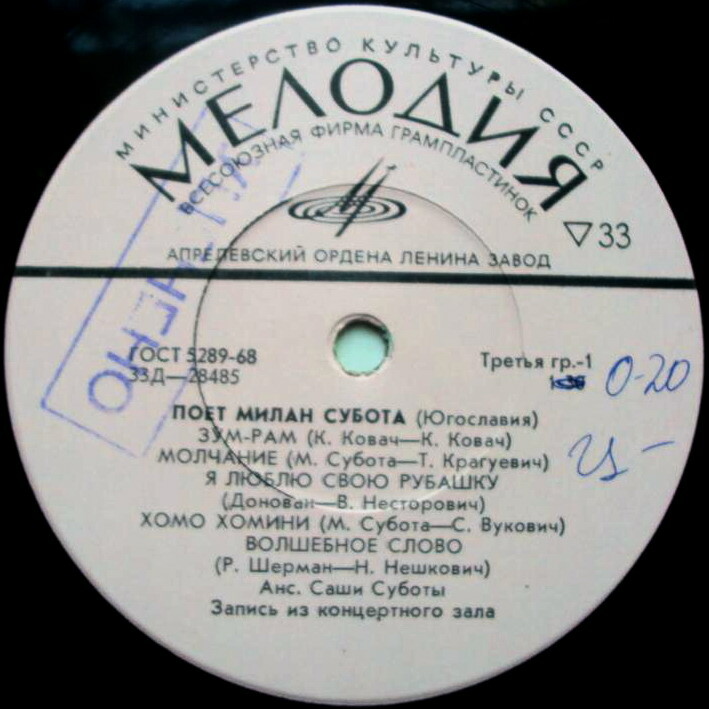 МИНИСТЕРСТВО КУЛЬТУРЫ СССР
МЕЛОДИЯ
ВСЕСОЮЗНАЯ ФИРМА ГРАМПЛАСТИНОК
▽33
АПРЕЛЕВСКИЙ ОРДЕНА ЛЕНИНА ЗАВОД
ГОСТ 5289-68
Третья гр.-1
33Д—28485
0-20
ПОЕТ МИЛАН СУБОТА (Югославия)
ЗУМ-РАМ (К. Ковач—К. Ковач)
МОЛЧАНИЕ (М. Субота—Т. Крагуевич)
Я ЛЮБЛЮ СВОЮ РУБАШКУ
(Донован—В. Несторович)
ХОМО ХОМИНИ (М. Субота—С. Вукович)
ВОЛШЕБНОЕ СЛОВО
(Р. Шерман—Н. Нешкович)
Анс. Саши Суботы
Запись из концертного зала